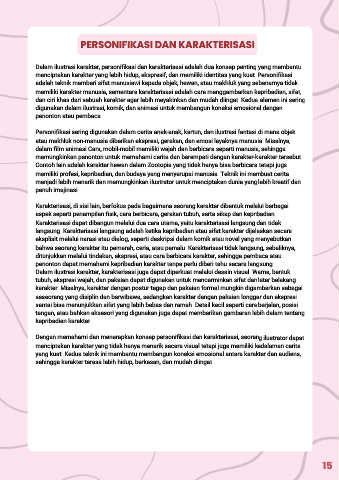 PERSONIFIKASI DAN KARAKTERISASI
Dalam ilustrasi karakter, personifikasi dan karakterisasi adalah dua konsep penting yang membantu
menciptakan karakter yang lebih hidup, ekspresif, dan memiliki identitas yang kuat. Personifikasi
adalah teknik memberi sifat manusiawi kepada objek, hewan, atau makhluk yang sebenarnya tidak
memiliki karakter manusia, sementara karakterisasi adalah cara menggambarkan kepribadian, sifat,
dan ciri khas dari sebuah karakter agar lebih meyakinkan dan mudah diingat. Kedua elemen ini sering
digunakan dalam ilustrasi, komik, dan animasi untuk membangun koneksi emosional dengan
penonton atau pembaca.
Personifikasi sering digunakan dalam cerita anak-anak, kartun, dan ilustrasi fantasi di mana objek
atau makhluk non-manusia diberikan ekspresi, gerakan, dan emosi layaknya manusia. Misalnya,
dalam film animasi Cars, mobil-mobil memiliki wajah dan berbicara seperti manusia, sehingga
memungkinkan penonton untuk memahami cerita dan berempati dengan karakter-karakter tersebut.
Contoh lain adalah karakter hewan dalam Zootopia yang tidak hanya bisa berbicara tetapi juga
memiliki profesi, kepribadian, dan budaya yang menyerupai manusia. Teknik ini membuat cerita
menjadi lebih menarik dan memungkinkan ilustrator untuk menciptakan dunia yang lebih kreatif dan
penuh imajinasi.
Karakterisasi, di sisi lain, berfokus pada bagaimana seorang karakter dibentuk melalui berbagai
aspek seperti penampilan fisik, cara berbicara, gerakan tubuh, serta sikap dan kepribadian.
Karakterisasi dapat dibangun melalui dua cara utama, yaitu karakterisasi langsung dan tidak
langsung. Karakterisasi langsung adalah ketika kepribadian atau sifat karakter dijelaskan secara
eksplisit melalui narasi atau dialog, seperti deskripsi dalam komik atau novel yang menyebutkan
bahwa seorang karakter itu pemarah, ceria, atau pemalu. Karakterisasi tidak langsung, sebaliknya,
ditunjukkan melalui tindakan, ekspresi, atau cara berbicara karakter, sehingga pembaca atau
penonton dapat memahami kepribadian karakter tanpa perlu diberi tahu secara langsung.
Dalam ilustrasi karakter, karakterisasi juga dapat diperkuat melalui desain visual. Warna, bentuk
tubuh, ekspresi wajah, dan pakaian dapat digunakan untuk mencerminkan sifat dan latar belakang
karakter. Misalnya, karakter dengan postur tegap dan pakaian formal mungkin digambarkan sebagai
seseorang yang disiplin dan berwibawa, sedangkan karakter dengan pakaian longgar dan ekspresi
santai bisa menunjukkan sifat yang lebih bebas dan ramah. Detail kecil seperti cara berjalan, posisi
tangan, atau bahkan aksesori yang digunakan juga dapat memberikan gambaran lebih dalam tentang
kepribadian karakter.
Dengan memahami dan menerapkan konsep personifikasi dan karakterisasi, seorang ilustrator dapat
menciptakan karakter yang tidak hanya menarik secara visual tetapi juga memiliki kedalaman cerita
yang kuat. Kedua teknik ini membantu membangun koneksi emosional antara karakter dan audiens,
sehingga karakter terasa lebih hidup, berkesan, dan mudah diingat.
15